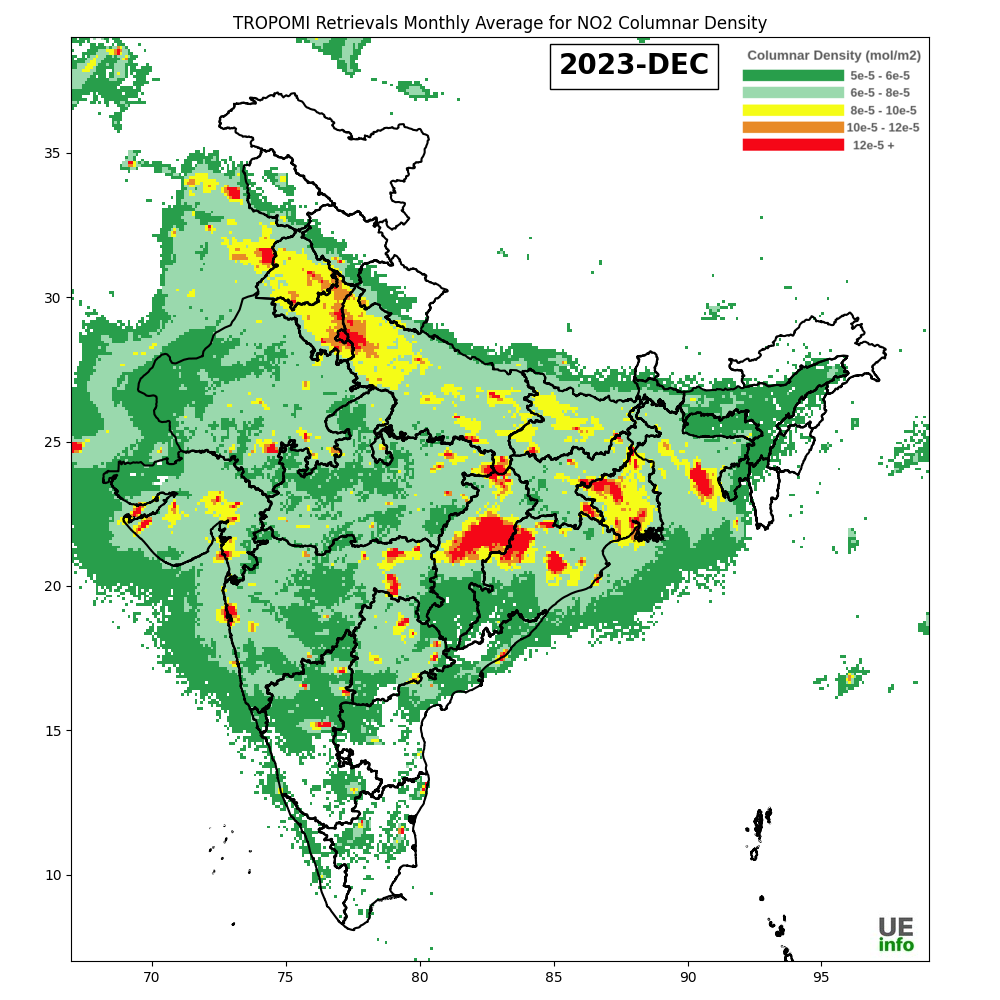 TROPOMI Retrievals Monthly Average for NO2 Columnar Density
2023-DEC
Columnar Density (mol/m2)
5e-5 - 6e-5
6e-5 - 8e-5
8e-5 - 10e-5
10e-5 - 12e-5
12e-5 +
35
30
25
20
15
10
70 75 80 85 90 95
UE
info